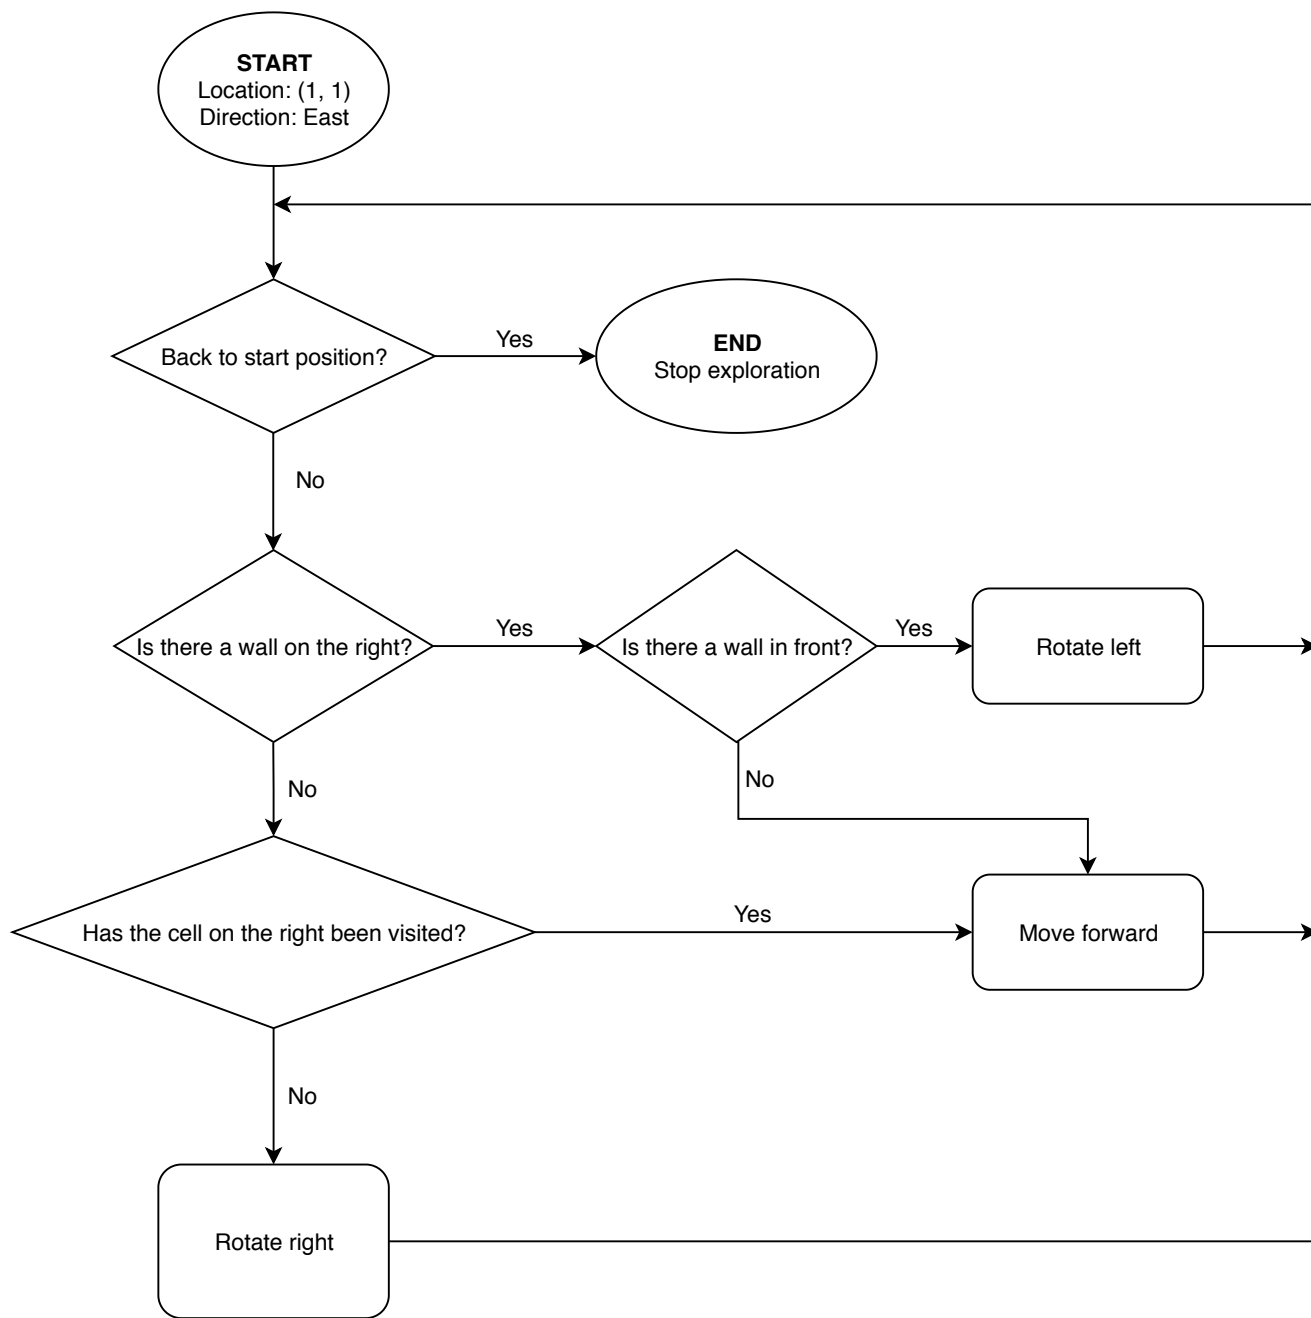 START
Location: (1, 1)
Direction: East
Back to start position?
Yes
END
Stop exploration
No
Is there a wall on the right?
Yes
Is there a wall in front?
Yes
Rotate left
No
No
Has the cell on the right been visited?
Yes
Move forward
No
Rotate right